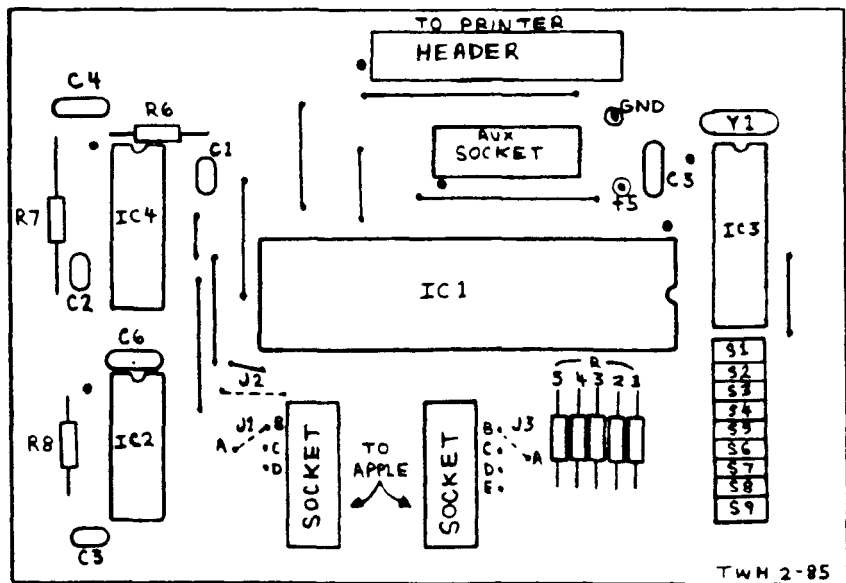 TO PRINTER
HEADER
C4
R6
GND
Y1
C1
AUX
SOCKET
C3
+5
R7
IC4
IC3
C2
IC1
C6
S1
S2
S3
S4
S5
S6
S7
S8
S9
R
5 4 3 2 1
J2
J1
A
B
C
D
R8
IC2
SOCKET
TO
APPLE
SOCKET
B
C
D
E
J3
A
C3
TWH 2-85